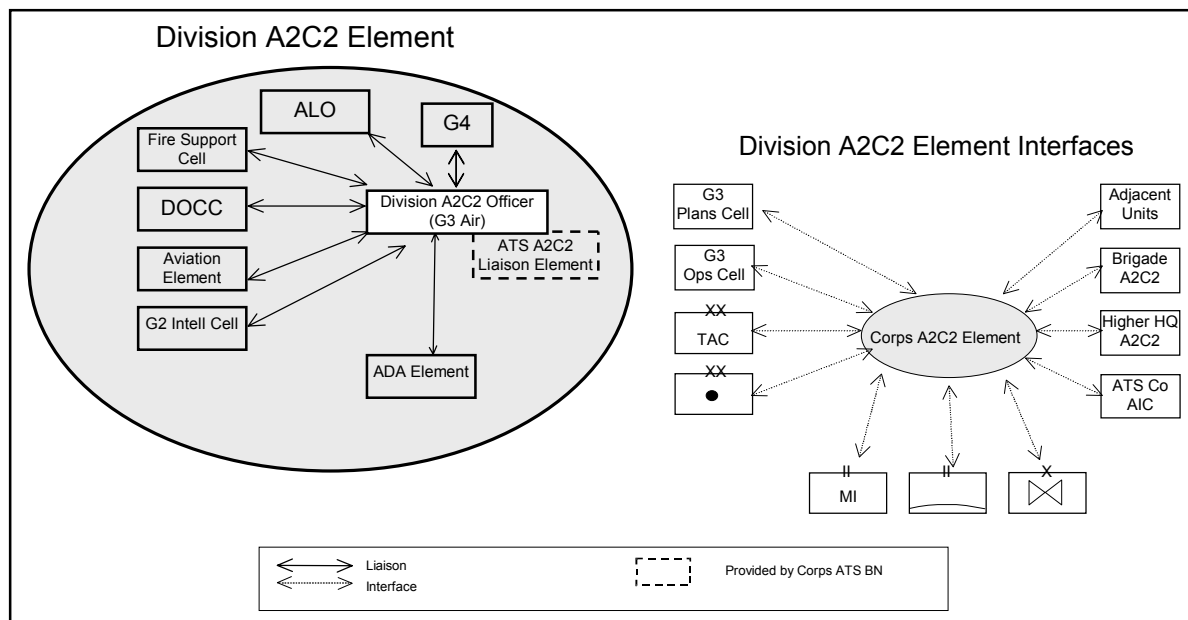 Division A2C2 Element
ALO
G4
Fire Support
Cell
DOCC
Division A2C2 Officer
(G3 Air)
ATS A2C2
Liaison Element
Aviation
Element
G2 Intell Cell
ADA Element
Division A2C2 Element Interfaces
G3
Plans Cell
G3
Ops Cell
XX
TAC
XX
Corps A2C2 Element
Adjacent
Units
Brigade
A2C2
Higher HQ
A2C2
ATS Co
AIC
II
MI
II
X
Liaison
Interface
Provided by Corps ATS BN